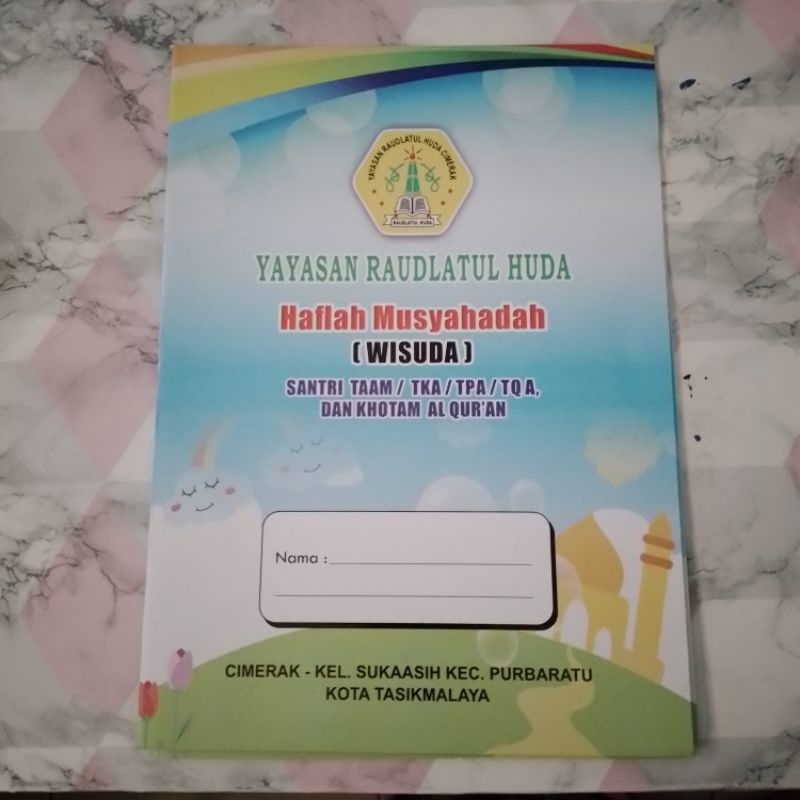 YAYASAN RAUDLATUL HUDA CIMERAK
RAUDLATUL HUDA
YAYASAN RAUDLATUL HUDA
Haflah Musyahadah
( WISUDA )
SANTRI TAAM / TKA / TPA / TQA,
DAN KHOTAM AL QUR'AN
Nama :
CIMERAK - KEL. SUKAASIH KEC. PURBARATU
KOTA TASIKMALAYA